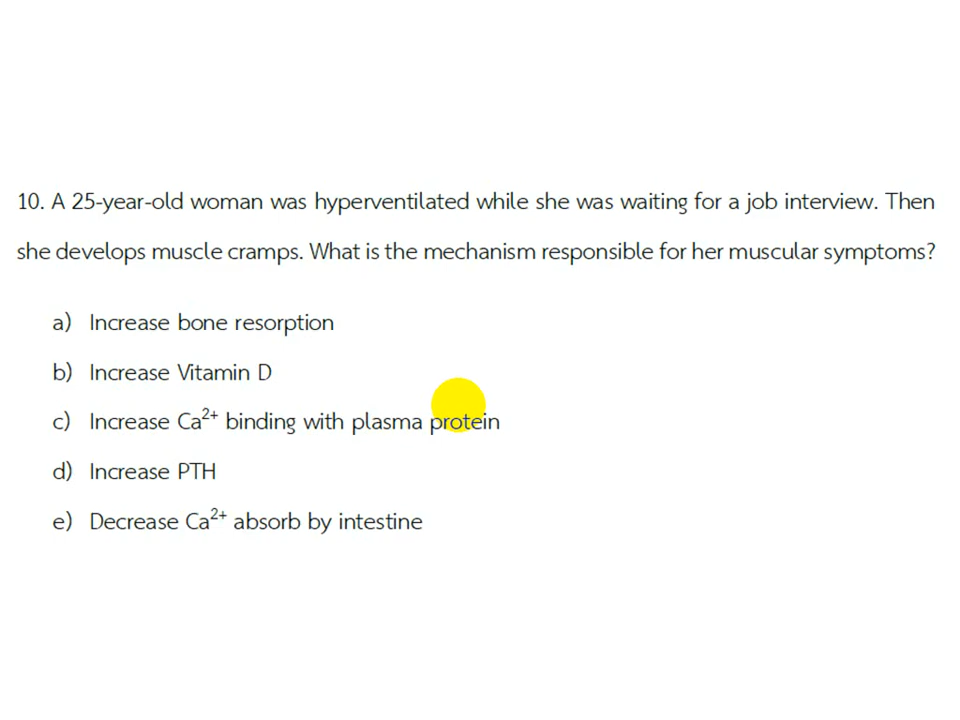 10. A 25-year-old woman was hyperventilated while she was waiting for a job interview. Then
she develops muscle cramps. What is the mechanism responsible for her muscular symptoms?
a) Increase bone resorption
b) Increase Vitamin D
c) Increase Ca²⁺ binding with plasma protein
d) Increase PTH
e) Decrease Ca²⁺ absorb by intestine